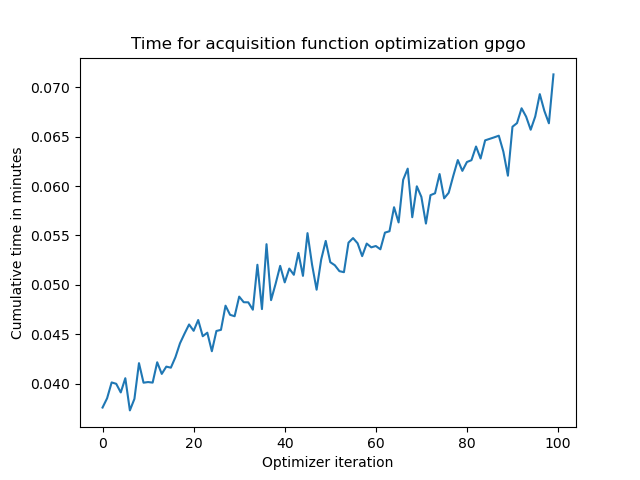 Time for acquisition function optimization gpgo
Cumulative time in minutes
0.070
0.065
0.060
0.055
0.050
0.045
0.040
0 20 40 60 80 100
Optimizer iteration